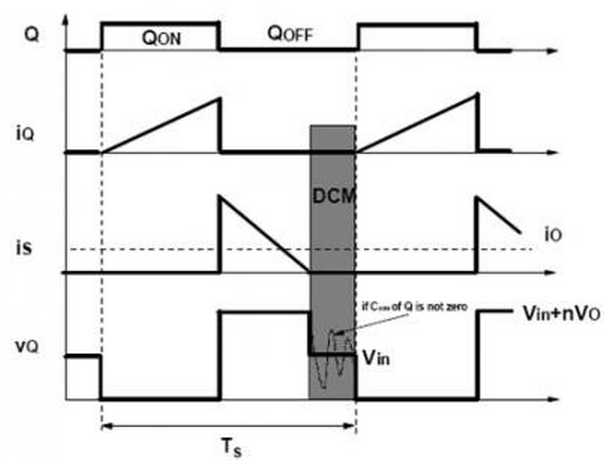 Q
QON
QOFF
iQ
DCM
iS
iO
if Coss of Q is not zero
vQ
Vin
Vin+nVO
TS